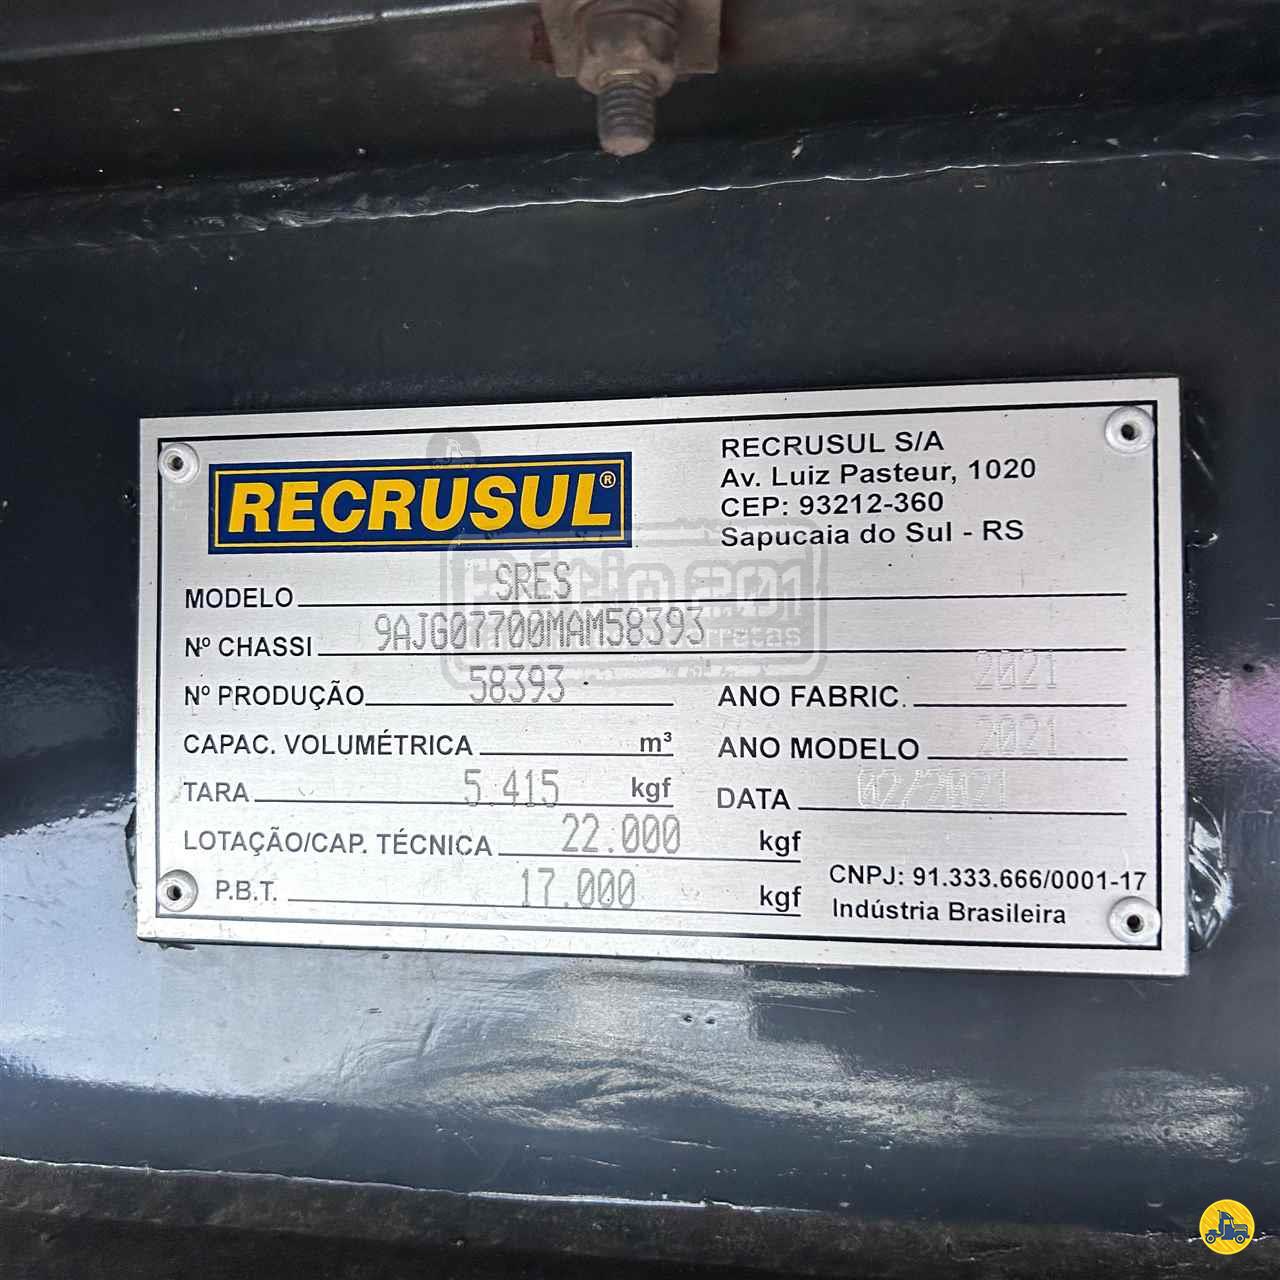 RECRUSUL®
RECRUSUL S/A
Av. Luiz Pasteur, 1020
CEP: 93212-360
Sapucaia do Sul - RS
MODELO SRES
Nº CHASSI 9AJG07700MAM58393
Nº PRODUÇÃO 58393
ANO FABRIC. 2021
CAPAC. VOLUMÉTRICA m³
ANO MODELO 2021
TARA 5.415 kgf
DATA 02/2021
LOTAÇÃO/CAP. TÉCNICA 22.000 kgf
P.B.T. 17.000 kgf
CNPJ: 91.333.666/0001-17
Indústria Brasileira